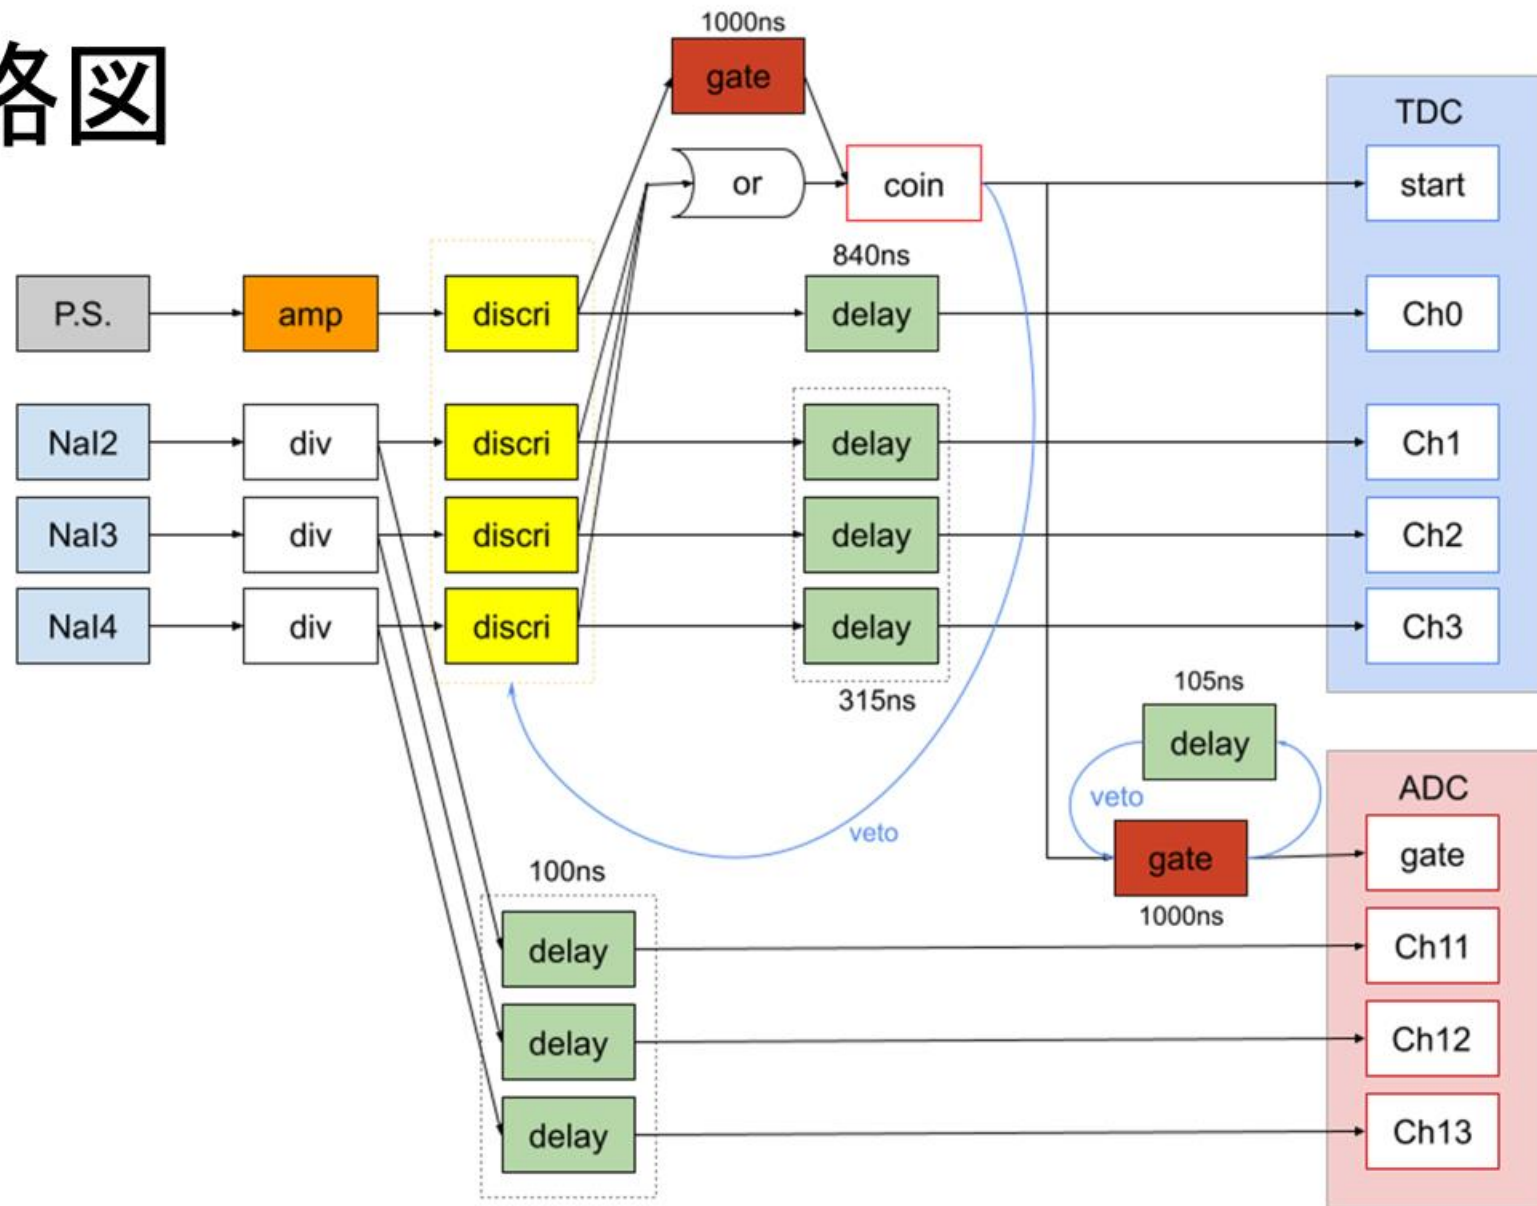 略図
1000ns
gate
TDC
or
coin
start
840ns
P.S.
amp
discri
delay
Ch0
NaI2
div
discri
delay
Ch1
NaI3
div
discri
delay
Ch2
NaI4
div
discri
delay
Ch3
315ns
105ns
delay
veto
ADC
veto
gate
gate
1000ns
100ns
delay
Ch11
delay
Ch12
delay
Ch13